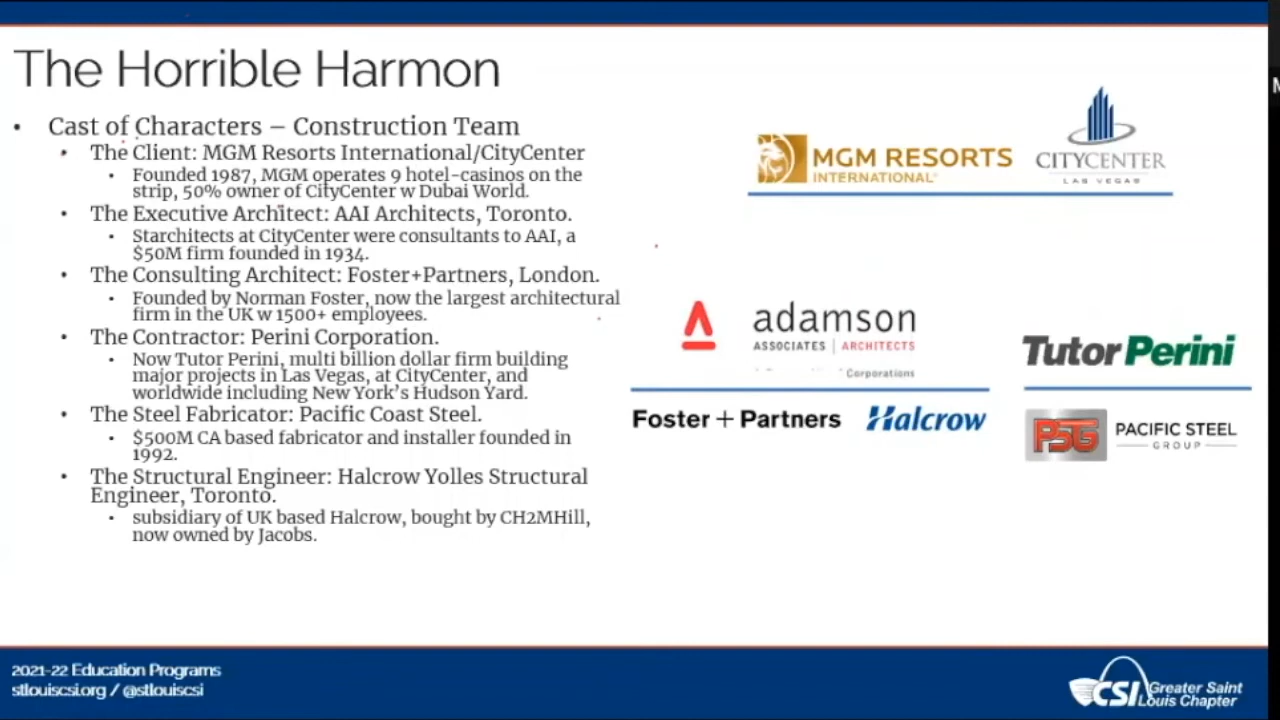 The Horrible Harmon
• Cast of Characters – Construction Team
• The Client: MGM Resorts International/CityCenter
• Founded 1987, MGM operates 9 hotel-casinos on the
strip, 50% owner of CityCenter w Dubai World.
• The Executive Architect: AAI Architects, Toronto.
• Starchitects at CityCenter were consultants to AAI, a
$50M firm founded in 1934.
• The Consulting Architect: Foster+Partners, London.
• Founded by Norman Foster, now the largest architectural
firm in the UK w 1500+ employees.
• The Contractor: Perini Corporation.
• Now Tutor Perini, multi billion dollar firm building
major projects in Las Vegas, at CityCenter, and
worldwide including New York's Hudson Yard.
• The Steel Fabricator: Pacific Coast Steel.
• $500M CA based fabricator and installer founded in
1992.
• The Structural Engineer: Halcrow Yolles Structural
Engineer, Toronto.
• subsidiary of UK based Halcrow, bought by CH2MHill,
now owned by Jacobs.
MGM RESORTS
INTERNATIONAL
CITYCENTER
LAS VEGAS
adamson
ASSOCIATES | ARCHITECTS
Corporations
Tutor Perini
Foster + Partners
Halcrow
PSG
PACIFIC STEEL
GROUP
2021-22 Education Programs
stlouiscsi.org / @stlouiscsi
CSI
Greater Saint
Louis Chapter